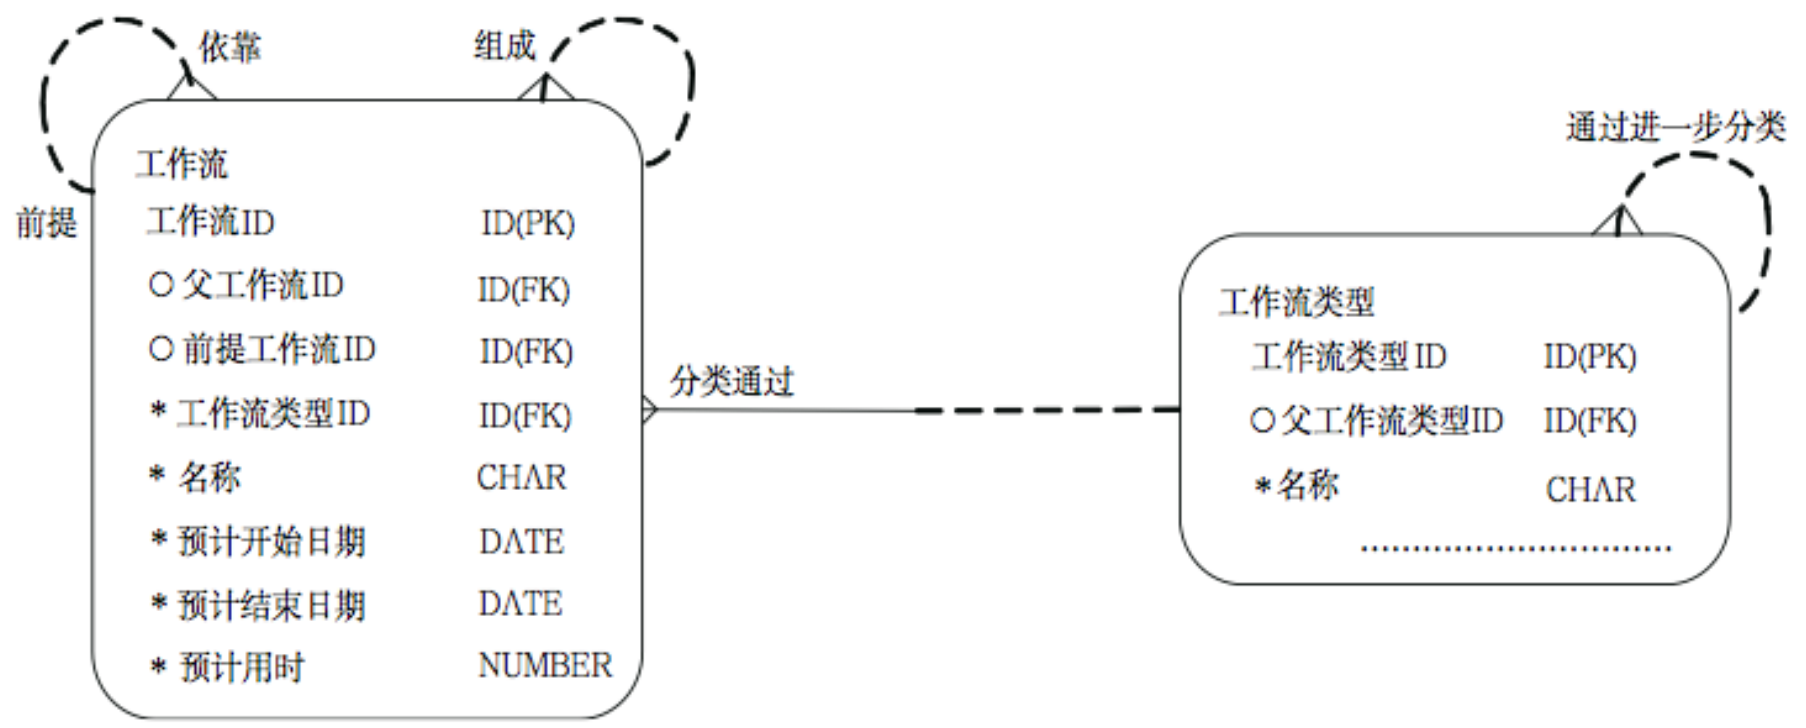 依靠
组成
前提
工作流
工作流ID ID(PK)
○ 父工作流ID ID(FK)
○ 前提工作流ID ID(FK)
* 工作流类型ID ID(FK)
* 名称 CHAR
* 预计开始日期 DATE
* 预计结束日期 DATE
* 预计用时 NUMBER
分类通过
通过进一步分类
工作流类型
工作流类型 ID ID(PK)
○ 父工作流类型ID ID(FK)
* 名称 CHAR